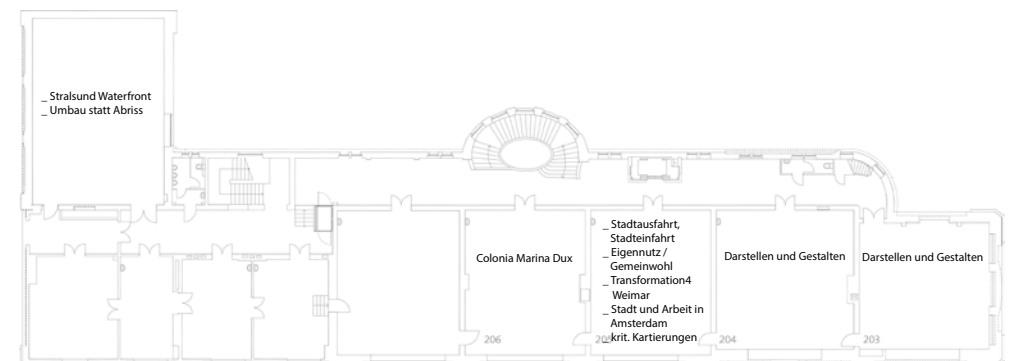 _ Stralsund Waterfront
_ Umbau statt Abriss
Colonia Marina Dux
206
_ Stadtausfahrt,
Stadteinfahrt
_ Eigennutz /
Gemeinwohl
_ Transformation4
Weimar
_ Stadt und Arbeit in
Amsterdam
_ krit. Kartierungen
205
Darstellen und Gestalten
204
Darstellen und Gestalten
203